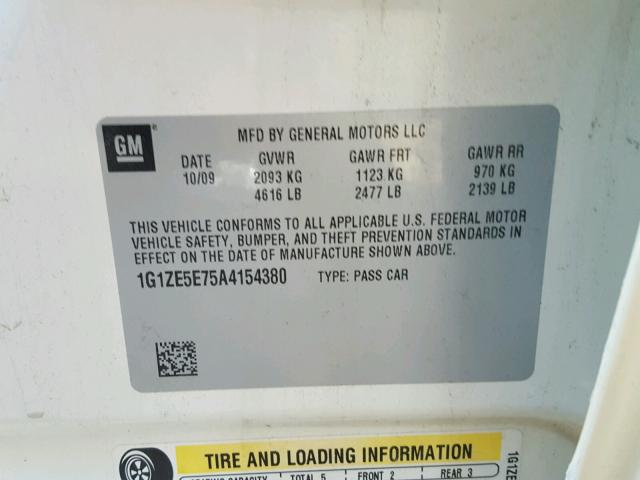 GM
MFD BY GENERAL MOTORS LLC
DATE GVWR GAWR FRT GAWR RR
10/09 2093 KG 1123 KG 970 KG
4616 LB 2477 LB 2139 LB
THIS VEHICLE CONFORMS TO ALL APPLICABLE U.S. FEDERAL MOTOR
VEHICLE SAFETY, BUMPER, AND THEFT PREVENTION STANDARDS IN
EFFECT ON THE DATE OF MANUFACTURE SHOWN ABOVE.
1G1ZE5E75A4154380 TYPE: PASS CAR
TIRE AND LOADING INFORMATION
SEATING CAPACITY TOTAL 5 FRONT 2 REAR 3
1G1ZE